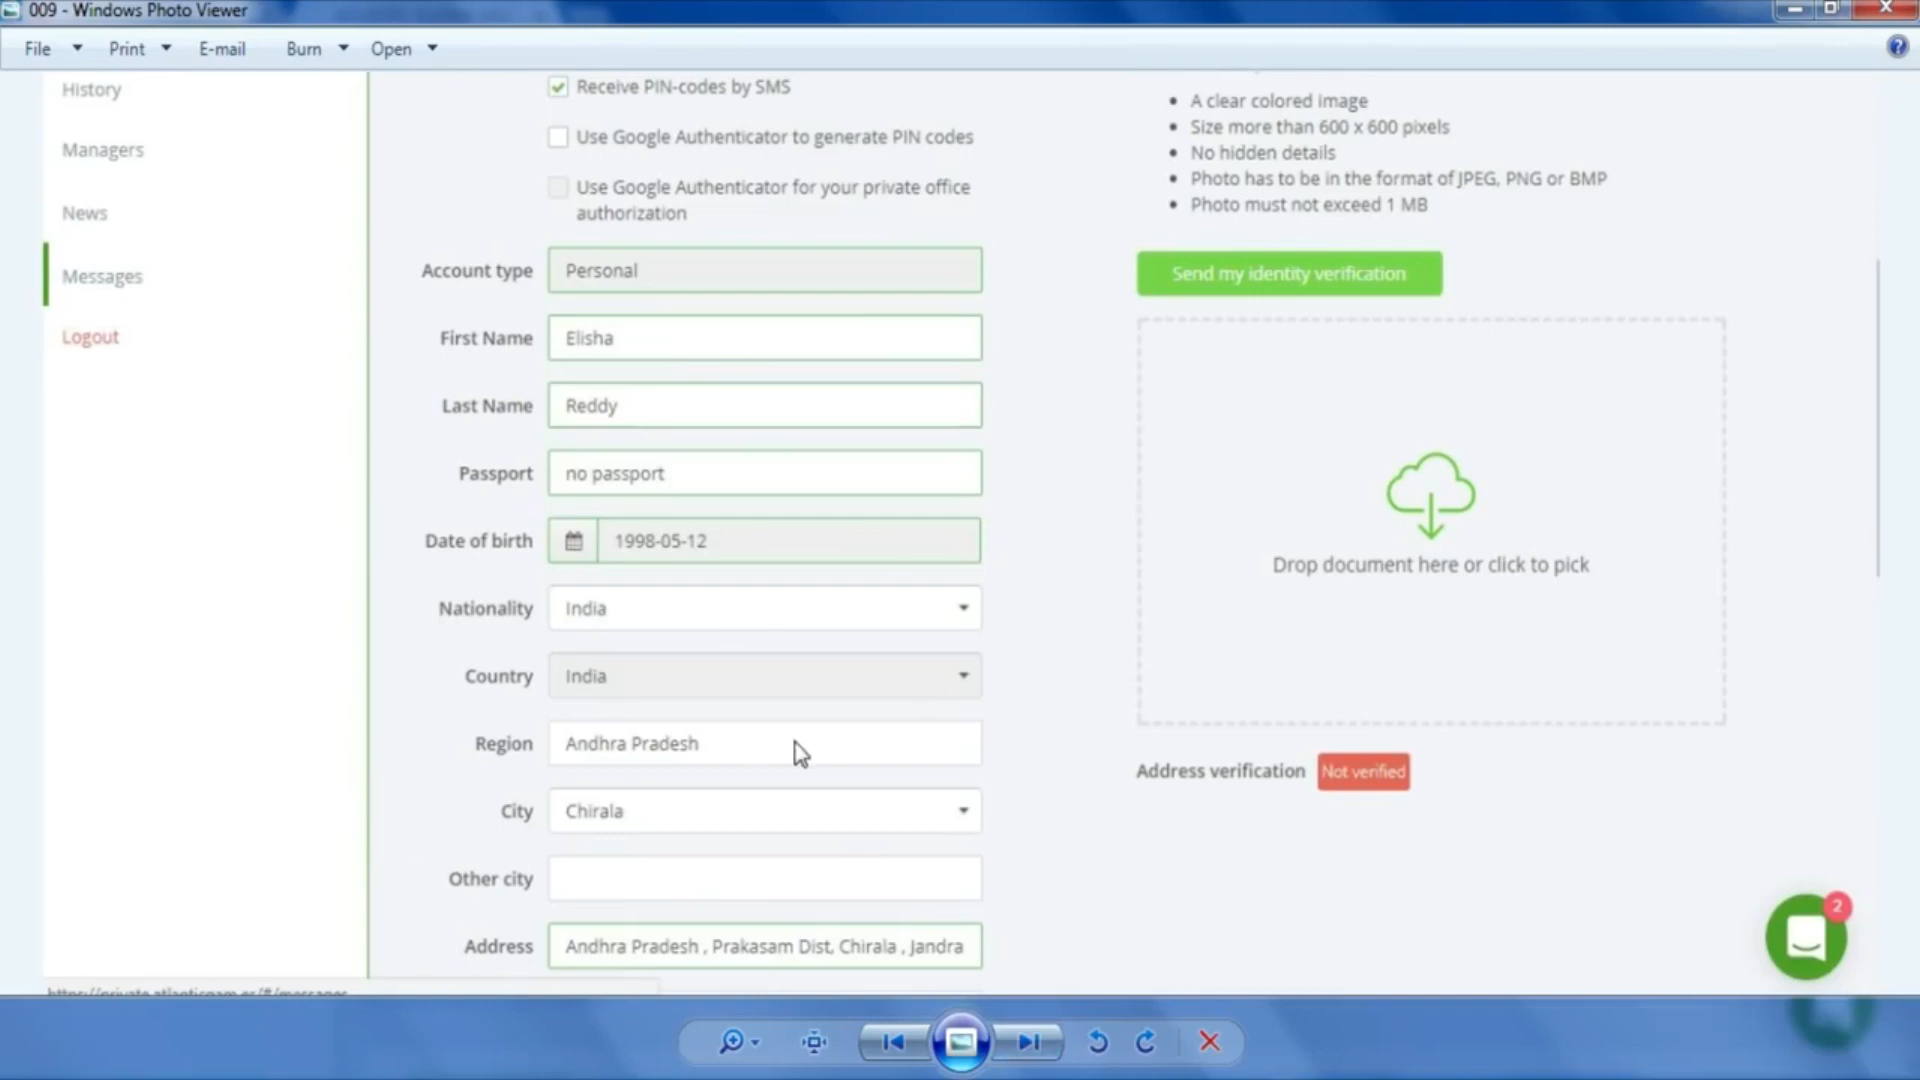 009 - Windows Photo Viewer
File Print E-mail Burn Open
History
Managers
News
Messages
Logout
Receive PIN-codes by SMS
Use Google Authenticator to generate PIN codes
Use Google Authenticator for your private office
authorization
Account type Personal
First Name Elisha
Last Name Reddy
Passport no passport
Date of birth 1998-05-12
Nationality India
Country India
Region Andhra Pradesh
City Chirala
Other city
Address Andhra Pradesh , Prakasam Dist, Chirala , Jandra
A clear colored image
Size more than 600 x 600 pixels
No hidden details
Photo has to be in the format of JPEG, PNG or BMP
Photo must not exceed 1 MB
Send my identity verification
Drop document here or click to pick
Address verification Not verified
2